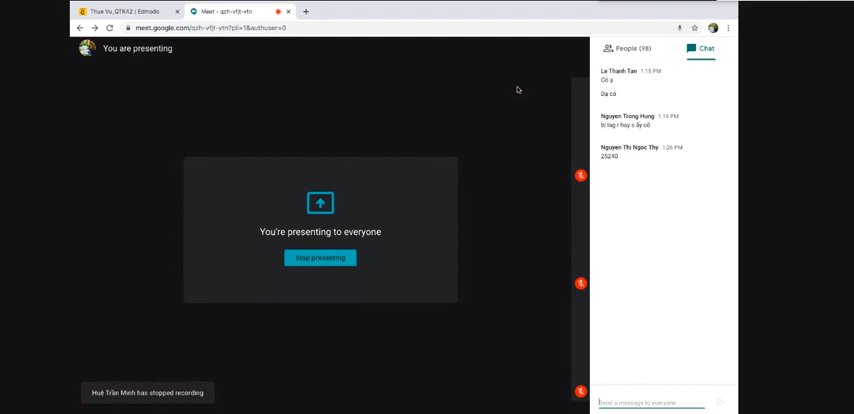 Thue Vu_QTK42 | Edmodo
Meet - qzh-vfjt-vtn
meet.google.com/qzh-vfjt-vtn?pli=1&authuser=0
You are presenting
People (98)
Chat
Le Thanh Tan 1:15 PM
Có ạ
Dạ có
Nguyen Trong Hung 1:16 PM
bị lag r hay s ấy cô
Nguyen Thi Ngoc Thy 1:26 PM
25240
You're presenting to everyone
Stop presenting
Huệ Trần Minh has stopped recording
Send a message to everyone